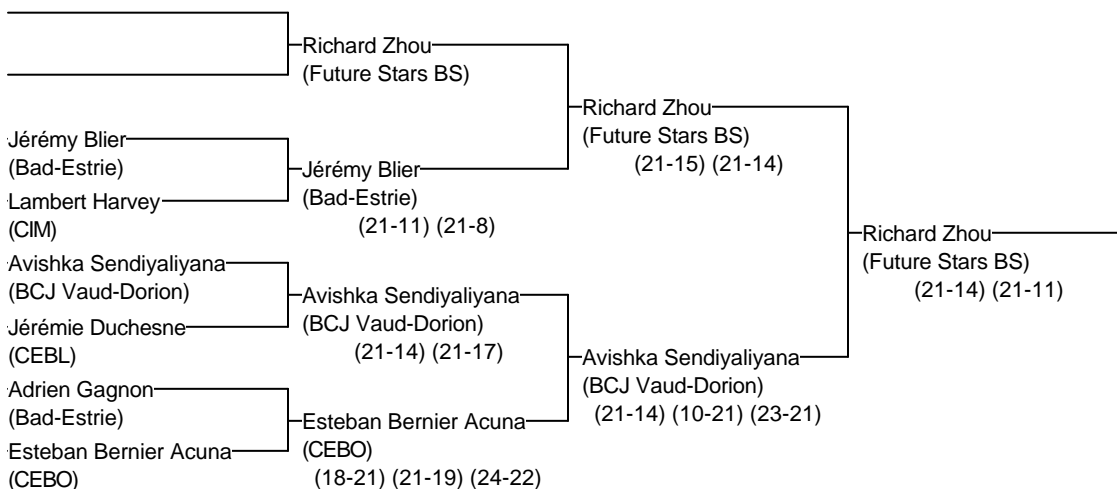 Richard Zhou
(Future Stars BS)
Richard Zhou
(Future Stars BS)
(21-15) (21-14)
Jérémy Blier
(Bad-Estrie)
Jérémy Blier
(Bad-Estrie)
(21-11) (21-8)
Lambert Harvey
(CIM)
Richard Zhou
(Future Stars BS)
(21-14) (21-11)
Avishka Sendiyaliyana
(BCJ Vaud-Dorion)
Avishka Sendiyaliyana
(BCJ Vaud-Dorion)
(21-14) (21-17)
Jérémie Duchesne
(CEBL)
Avishka Sendiyaliyana
(BCJ Vaud-Dorion)
(21-14) (10-21) (23-21)
Adrien Gagnon
(Bad-Estrie)
Esteban Bernier Acuna
(CEBO)
(18-21) (21-19) (24-22)
Esteban Bernier Acuna
(CEBO)